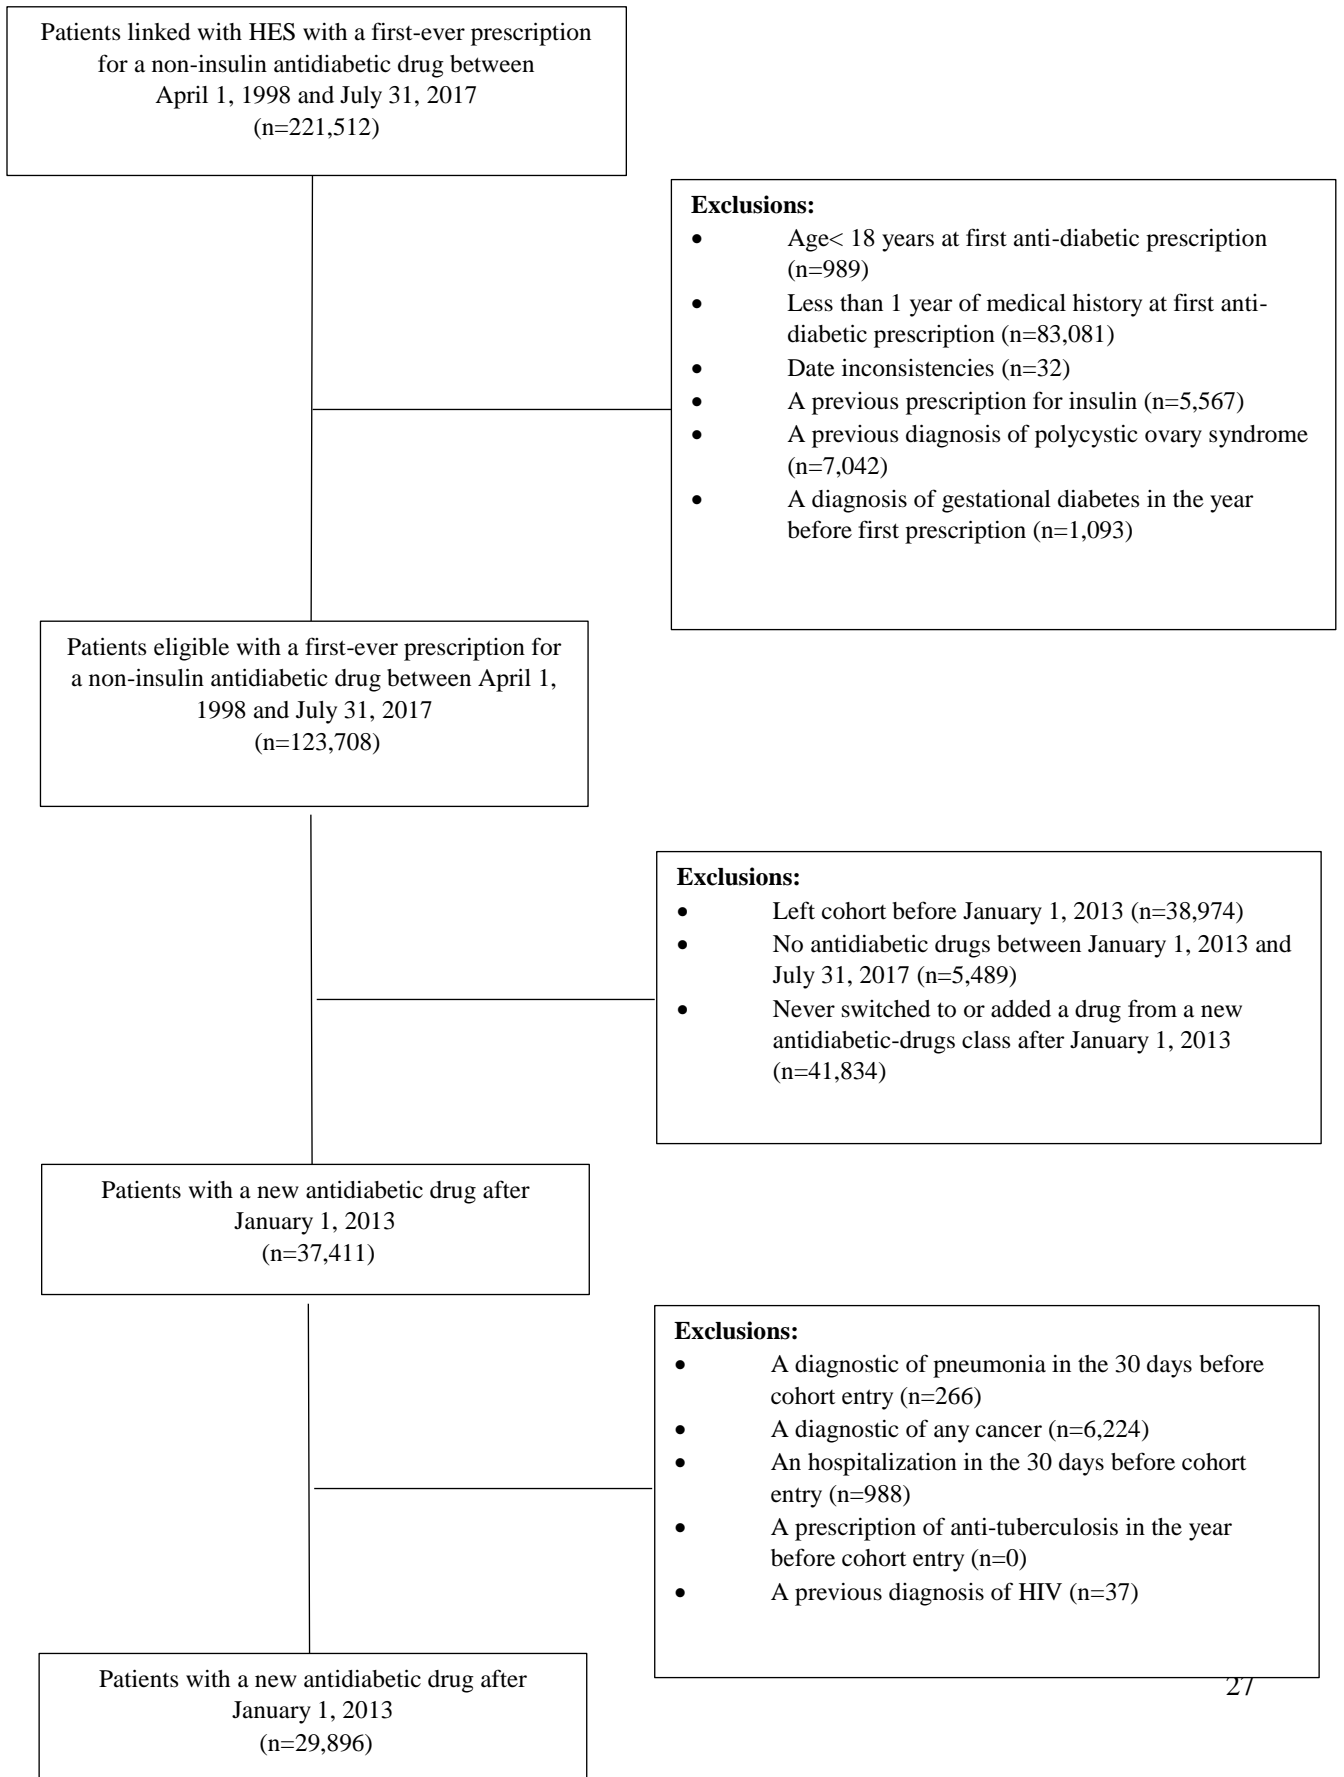 Patients linked with HES with a first-ever prescription
for a non-insulin antidiabetic drug between
April 1, 1998 and July 31, 2017
(n=221,512)
Exclusions:
• Age< 18 years at first anti-diabetic prescription
(n=989)
• Less than 1 year of medical history at first anti-
diabetic prescription (n=83,081)
• Date inconsistencies (n=32)
• A previous prescription for insulin (n=5,567)
• A previous diagnosis of polycystic ovary syndrome
(n=7,042)
• A diagnosis of gestational diabetes in the year
before first prescription (n=1,093)
Patients eligible with a first-ever prescription for
a non-insulin antidiabetic drug between April 1,
1998 and July 31, 2017
(n=123,708)
Exclusions:
• Left cohort before January 1, 2013 (n=38,974)
• No antidiabetic drugs between January 1, 2013 and
July 31, 2017 (n=5,489)
• Never switched to or added a drug from a new
antidiabetic-drugs class after January 1, 2013
(n=41,834)
Patients with a new antidiabetic drug after
January 1, 2013
(n=37,411)
Exclusions:
• A diagnostic of pneumonia in the 30 days before
cohort entry (n=266)
• A diagnostic of any cancer (n=6,224)
• An hospitalization in the 30 days before cohort
entry (n=988)
• A prescription of anti-tuberculosis in the year
before cohort entry (n=0)
• A previous diagnosis of HIV (n=37)
Patients with a new antidiabetic drug after
January 1, 2013
(n=29,896)
27